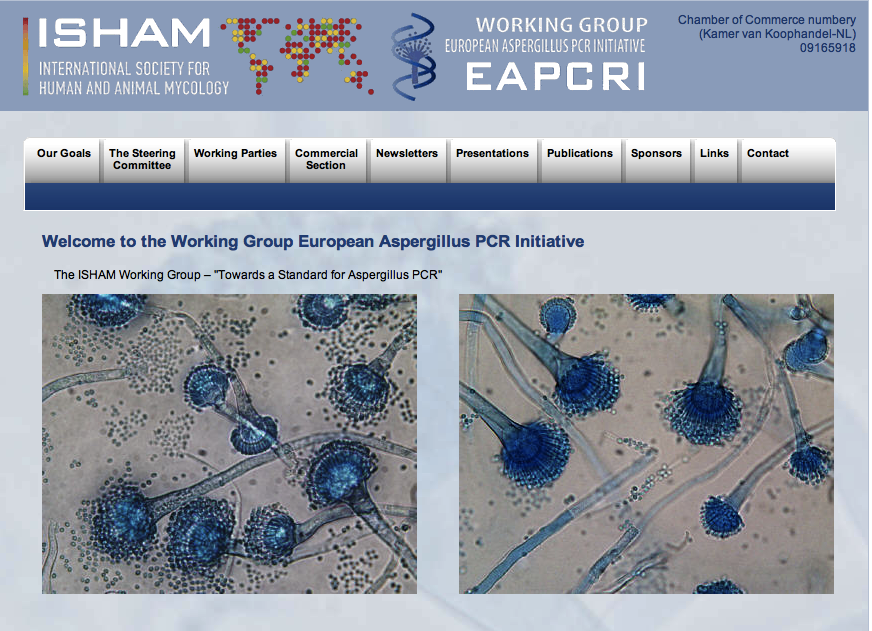 ISHAM
INTERNATIONAL SOCIETY FOR
HUMAN AND ANIMAL MYCOLOGY
WORKING GROUP
EUROPEAN ASPERGILLUS PCR INITIATIVE
EAPCRI
Chamber of Commerce numbery
(Kamer van Koophandel-NL)
09165918
Our Goals
The Steering
Committee
Working Parties
Commercial
Section
Newsletters
Presentations
Publications
Sponsors
Links
Contact
Welcome to the Working Group European Aspergillus PCR Initiative
The ISHAM Working Group – "Towards a Standard for Aspergillus PCR"